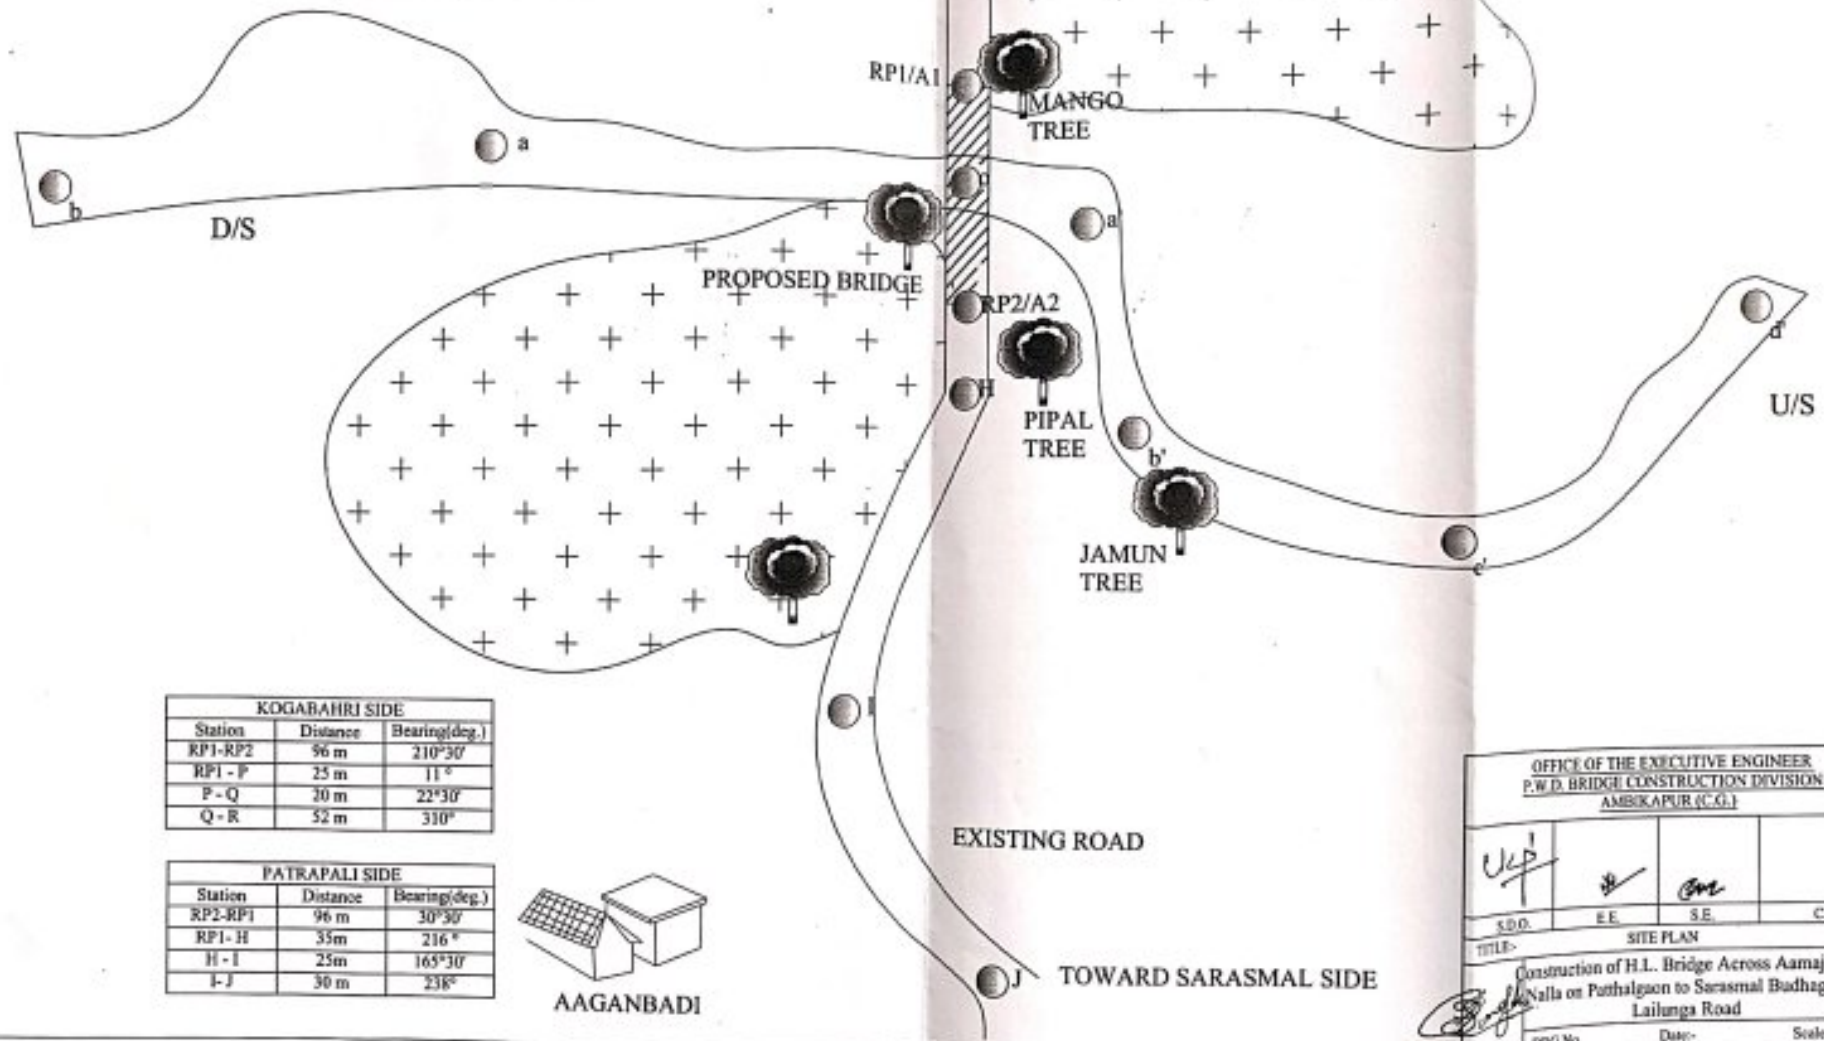 RP1/A1
MANGO
TREE
a
b
D/S
a
PROPOSED BRIDGE
RP2/A2
d'
U/S
H
PIPAL
TREE
b'
JAMUN
TREE
c'
I
KOGABAHRI SIDE
Station Distance Bearing(deg.)
RP1-RP2 96 m 210°30'
RP1 - P 25 m 11°
P - Q 20 m 22°30'
Q - R 52 m 310°
PATRAPALI SIDE
Station Distance Bearing(deg.)
RP2-RP1 96 m 30°30'
RP1- H 35m 216°
H - I 25m 165°30'
I- J 30 m 238°
AAGANBADI
EXISTING ROAD
J TOWARD SARASMAL SIDE
OFFICE OF THE EXECUTIVE ENGINEER
P.W.D. BRIDGE CONSTRUCTION DIVISION
AMBIKAPUR (C.G.)
S.D.O. E.E. S.E. C
TITLE:- SITE PLAN
Construction of H.L. Bridge Across Aamaj
Nalla on Patthalgaon to Sarasmal Budhag
Lailunga Road
Date:- Scale